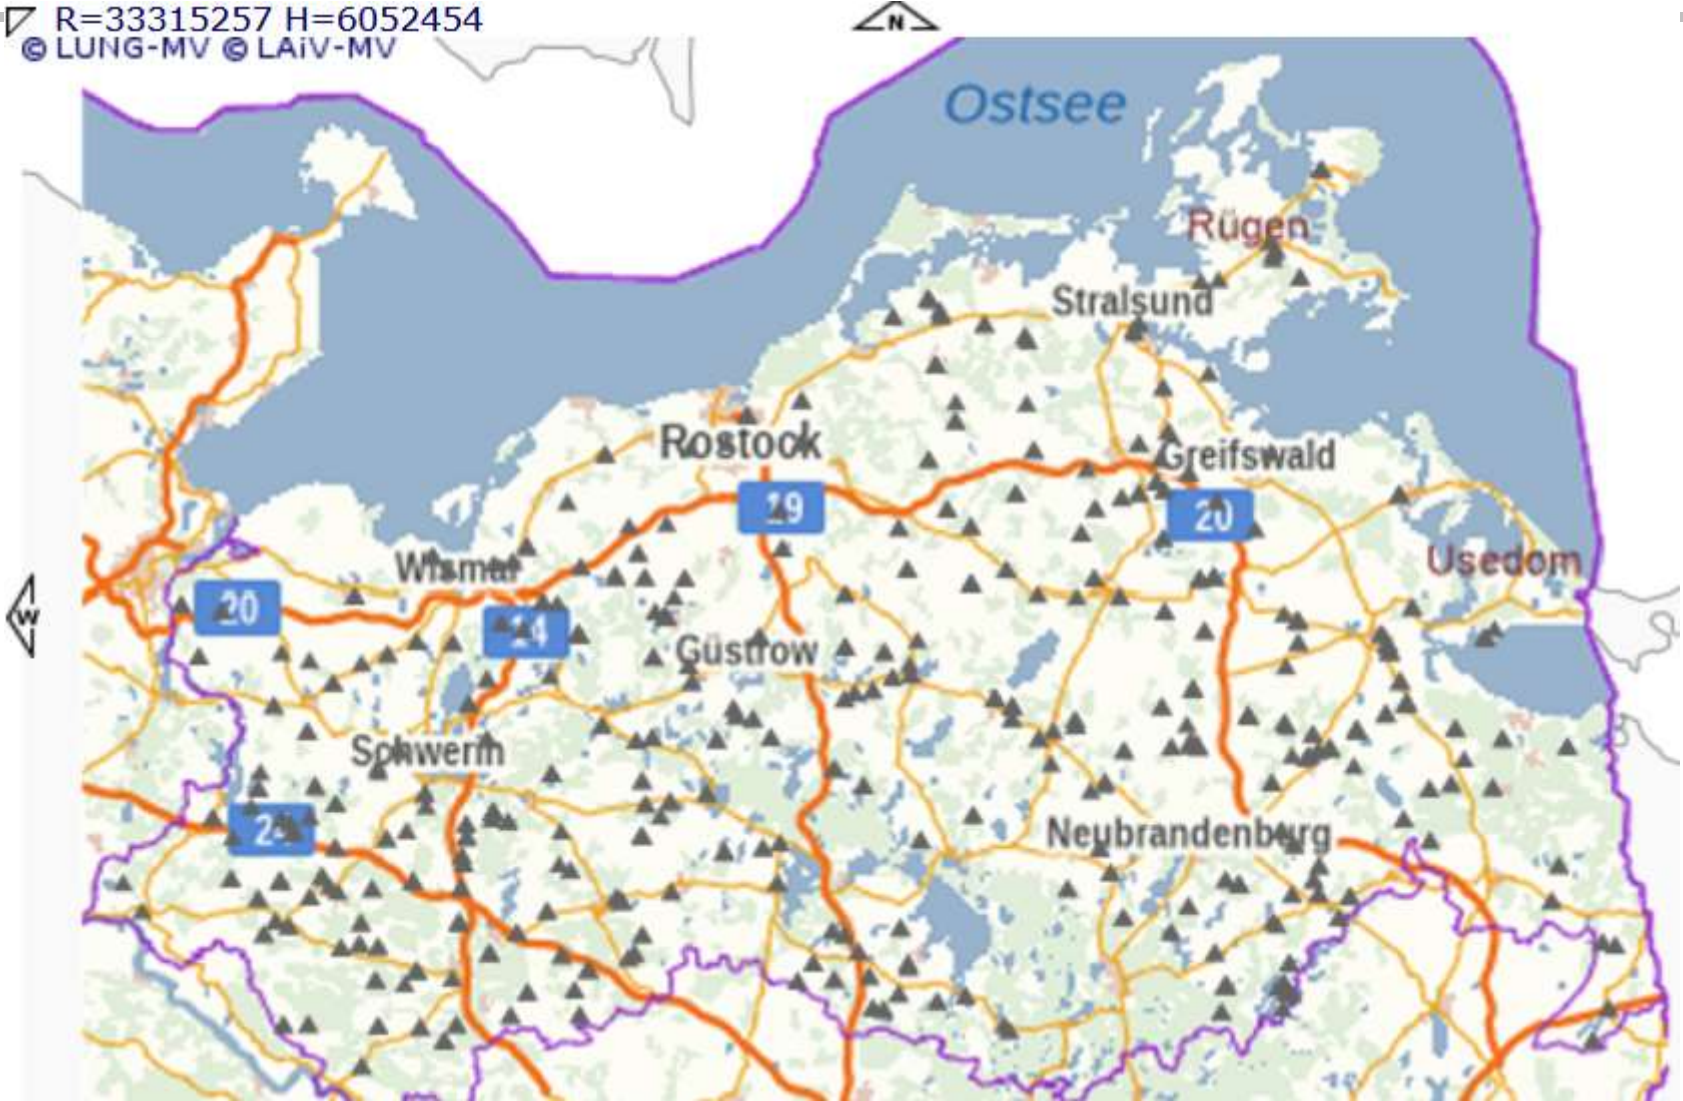 R=33315257 H=6052454
© LUNG-MV © LAiV-MV
N
Ostsee
Rügen
Stralsund
Rostock
Greifswald
19
20
Wismar
Usedom
20
14
W
Güstrow
Schwerin
24
Neubrandenburg